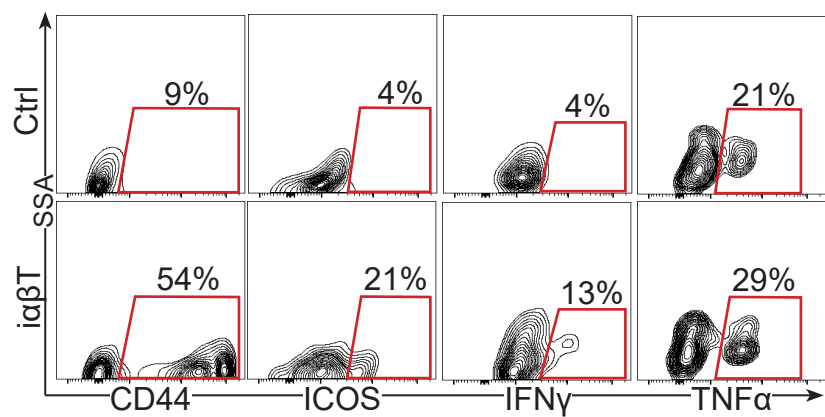 Ctrl
9%
4%
4%
21%
SSA
iαβT
54%
21%
13%
29%
CD44
ICOS
IFNγ
TNFα